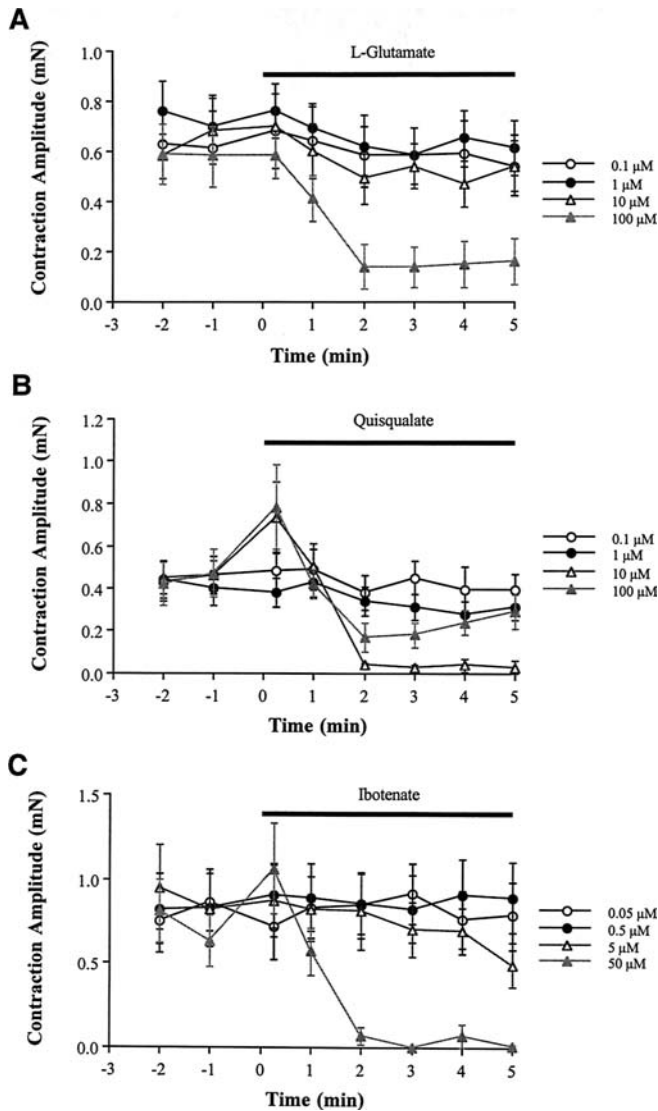 A
L-Glutamate
Contraction Amplitude (mN)
1.0
0.8
0.6
0.4
0.2
0.0
-3 -2 -1 0 1 2 3 4 5
Time (min)
0.1 µM
1 µM
10 µM
100 µM
B
Quisqualate
Contraction Amplitude (mN)
1.2
1.0
0.8
0.6
0.4
0.2
0.0
-3 -2 -1 0 1 2 3 4 5
Time (min)
0.1 µM
1 µM
10 µM
100 µM
C
Ibotenate
Contraction Amplitude (mN)
1.5
1.0
0.5
0.0
-3 -2 -1 0 1 2 3 4 5
Time (min)
0.05 µM
0.5 µM
5 µM
50 µM